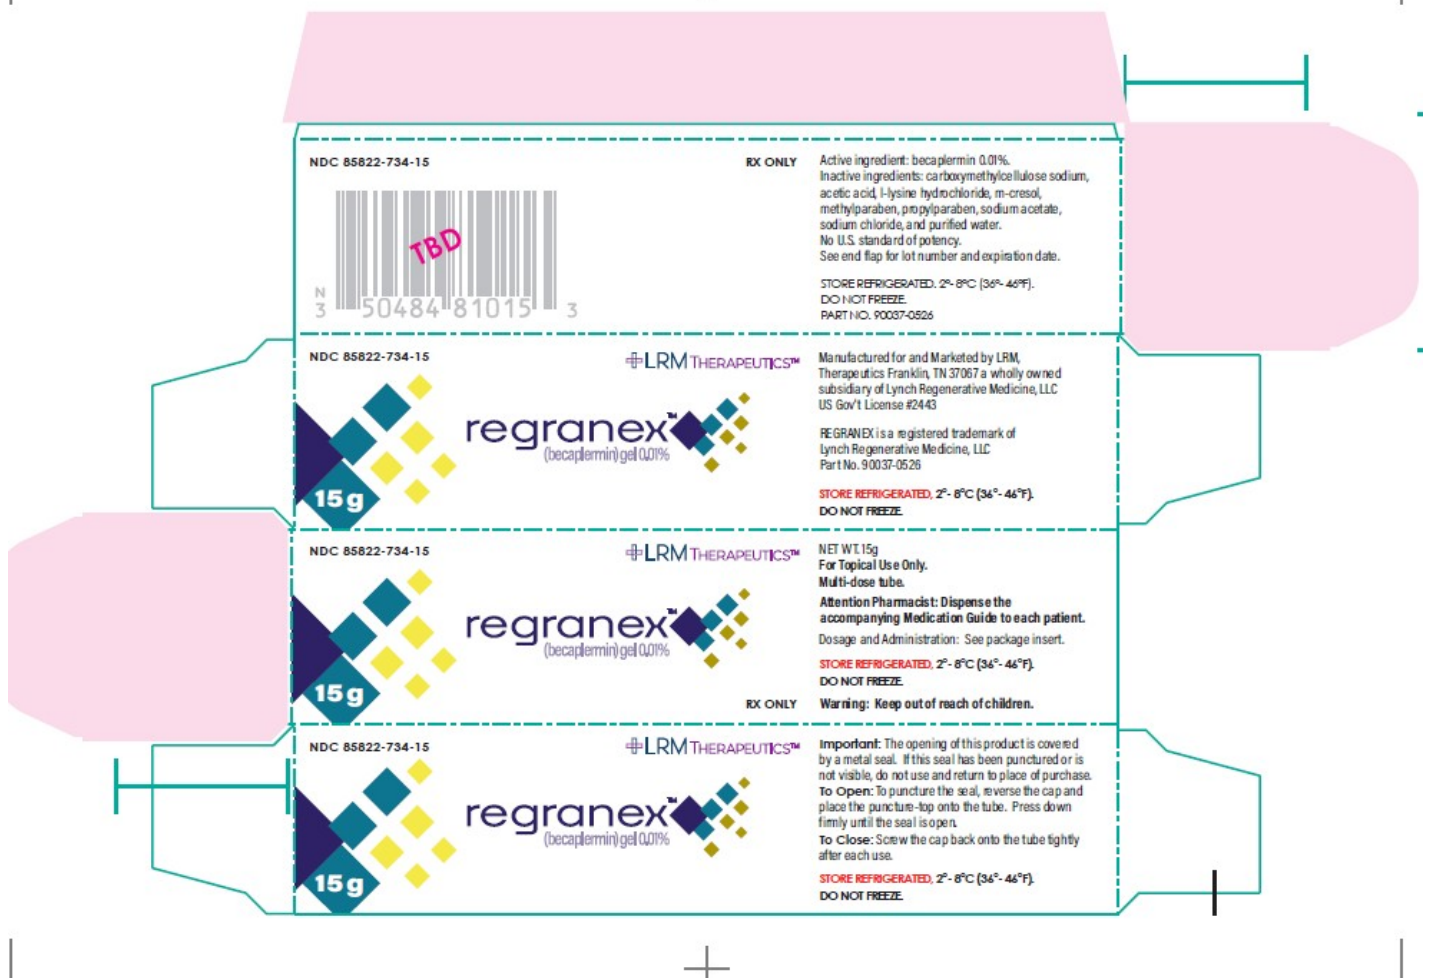 NDC 85822-734-15
RX ONLY
TBD
N
3 50484 81015 3
Active ingredient: becaplermin 0.01%.
Inactive ingredients: carboxymethylcellulose sodium,
acetic acid, l-lysine hydrochloride, m-cresol,
methylparaben, propylparaben, sodium acetate,
sodium chloride, and purified water.
No U.S. standard of potency.
See end flap for lot number and expiration date.
STORE REFRIGERATED. 2°- 8°C (36°- 46°F).
DO NOT FREEZE.
PART NO. 90037-0526
NDC 85822-734-15
LRM THERAPEUTICS™
regranex™
(becaplermin) gel 0.01%
15 g
Manufactured for and Marketed by LRM,
Therapeutics Franklin, TN 37067 a wholly owned
subsidiary of Lynch Regenerative Medicine, LLC
US Gov't License #2443
REGRANEX is a registered trademark of
Lynch Regenerative Medicine, LLC
Part No. 90037-0526
STORE REFRIGERATED, 2°- 8°C (36°- 46°F).
DO NOT FREEZE.
NDC 85822-734-15
LRM THERAPEUTICS™
regranex™
(becaplermin) gel 0.01%
15 g
RX ONLY
NET WT. 15g
For Topical Use Only.
Multi-dose tube.
Attention Pharmacist: Dispense the
accompanying Medication Guide to each patient.
Dosage and Administration: See package insert.
STORE REFRIGERATED, 2°- 8°C (36°- 46°F).
DO NOT FREEZE.
Warning: Keep out of reach of children.
NDC 85822-734-15
LRM THERAPEUTICS™
regranex™
(becaplermin) gel 0.01%
15 g
Important: The opening of this product is covered
by a metal seal. If this seal has been punctured or is
not visible, do not use and return to place of purchase.
To Open: To puncture the seal, reverse the cap and
place the puncture-top onto the tube. Press down
firmly until the seal is open.
To Close: Screw the cap back onto the tube tightly
after each use.
STORE REFRIGERATED, 2°- 8°C (36°- 46°F).
DO NOT FREEZE.